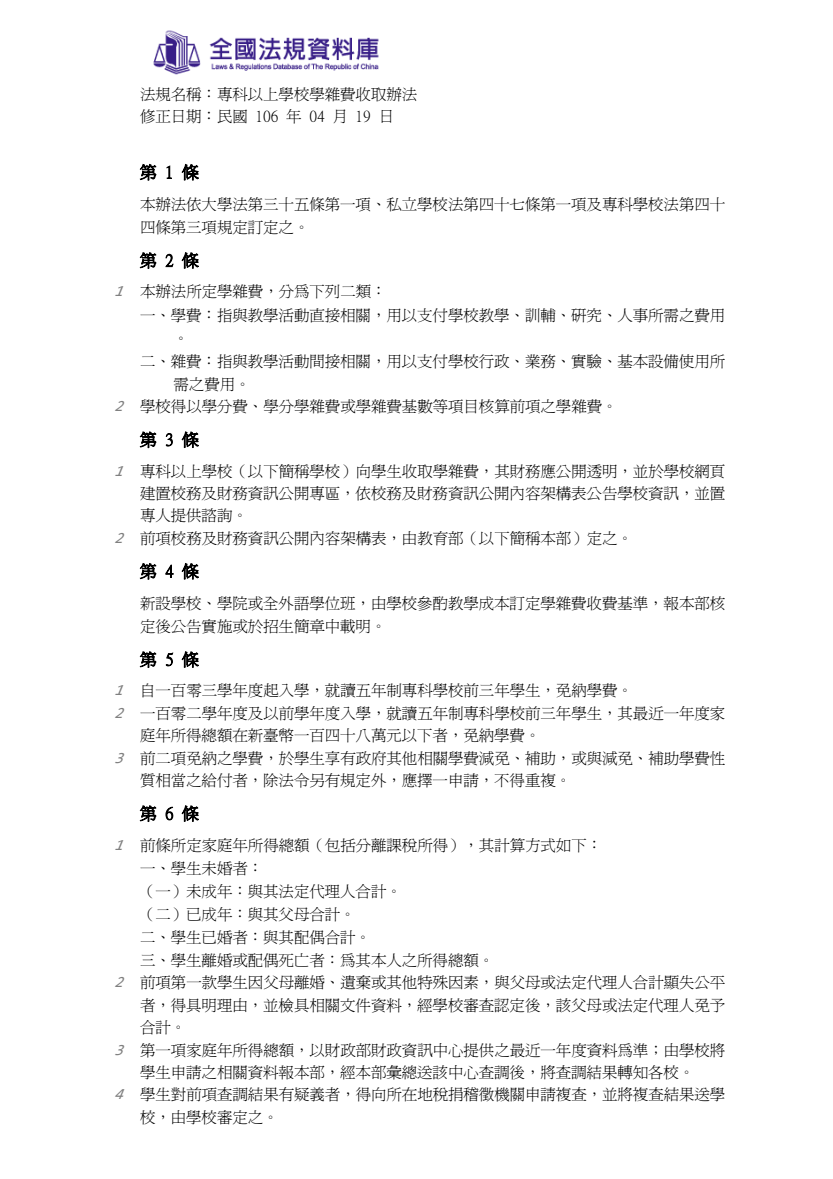 全國法規資料庫
Laws & Regulations Database of The Republic of China
法規名稱：專科以上學校學雜費收取辦法
修正日期：民國 106 年 04 月 19 日
第 1 條
本辦法依大學法第三十五條第一項、私立學校法第四十七條第一項及專科學校法第四十
四條第三項規定訂定之。
第 2 條
1 本辦法所定學雜費，分為下列二類：
一、學費：指與教學活動直接相關，用以支付學校教學、訓輔、研究、人事所需之費用
。
二、雜費：指與教學活動間接相關，用以支付學校行政、業務、實驗、基本設備使用所
需之費用。
2 學校得以學分費、學分學雜費或學雜費基數等項目核算前項之學雜費。
第 3 條
1 專科以上學校（以下簡稱學校）向學生收取學雜費，其財務應公開透明，並於學校網頁
建置校務及財務資訊公開專區，依校務及財務資訊公開內容架構表公告學校資訊，並置
專人提供諮詢。
2 前項校務及財務資訊公開內容架構表，由教育部（以下簡稱本部）定之。
第 4 條
新設學校、學院或全外語學位班，由學校參酌教學成本訂定學雜費收費基準，報本部核
定後公告實施或於招生簡章中載明。
第 5 條
1 自一百零三學年度起入學，就讀五年制專科學校前三年學生，免納學費。
2 一百零二學年度及以前學年度入學，就讀五年制專科學校前三年學生，其最近一年度家
庭年所得總額在新臺幣一百四十八萬元以下者，免納學費。
3 前二項免納之學費，於學生享有政府其他相關學費減免、補助，或與減免、補助學費性
質相當之給付者，除法令另有規定外，應擇一申請，不得重複。
第 6 條
1 前條所定家庭年所得總額（包括分離課稅所得），其計算方式如下：
一、學生未婚者：
（一）未成年：與其法定代理人合計。
（二）已成年：與其父母合計。
二、學生已婚者：與其配偶合計。
三、學生離婚或配偶死亡者：為其本人之所得總額。
2 前項第一款學生因父母離婚、遺棄或其他特殊因素，與父母或法定代理人合計顯失公平
者，得具明理由，並檢具相關文件資料，經學校審查認定後，該父母或法定代理人免予
合計。
3 第一項家庭年所得總額，以財政部財政資訊中心提供之最近一年度資料為準；由學校將
學生申請之相關資料報本部，經本部彙總送該中心查調後，將查調結果轉知各校。
4 學生對前項查調結果有疑義者，得向所在地稅捐稽徵機關申請複查，並將複查結果送學
校，由學校審定之。